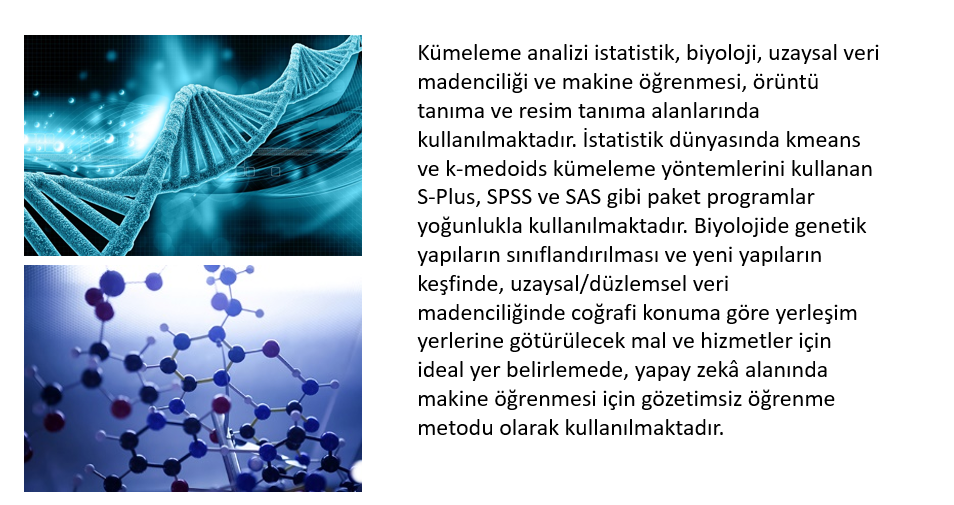 Kümeleme analizi istatistik, biyoloji, uzaysal veri
madenciliği ve makine öğrenmesi, örüntü
tanıma ve resim tanıma alanlarında
kullanılmaktadır. İstatistik dünyasında kmeans
ve k-medoids kümeleme yöntemlerini kullanan
S-Plus, SPSS ve SAS gibi paket programlar
yoğunlukla kullanılmaktadır. Biyolojide genetik
yapıların sınıflandırılması ve yeni yapıların
keşfinde, uzaysal/düzlemsel veri
madenciliğinde coğrafi konuma göre yerleşim
yerlerine götürülecek mal ve hizmetler için
ideal yer belirlemede, yapay zekâ alanında
makine öğrenmesi için gözetimsiz öğrenme
metodu olarak kullanılmaktadır.